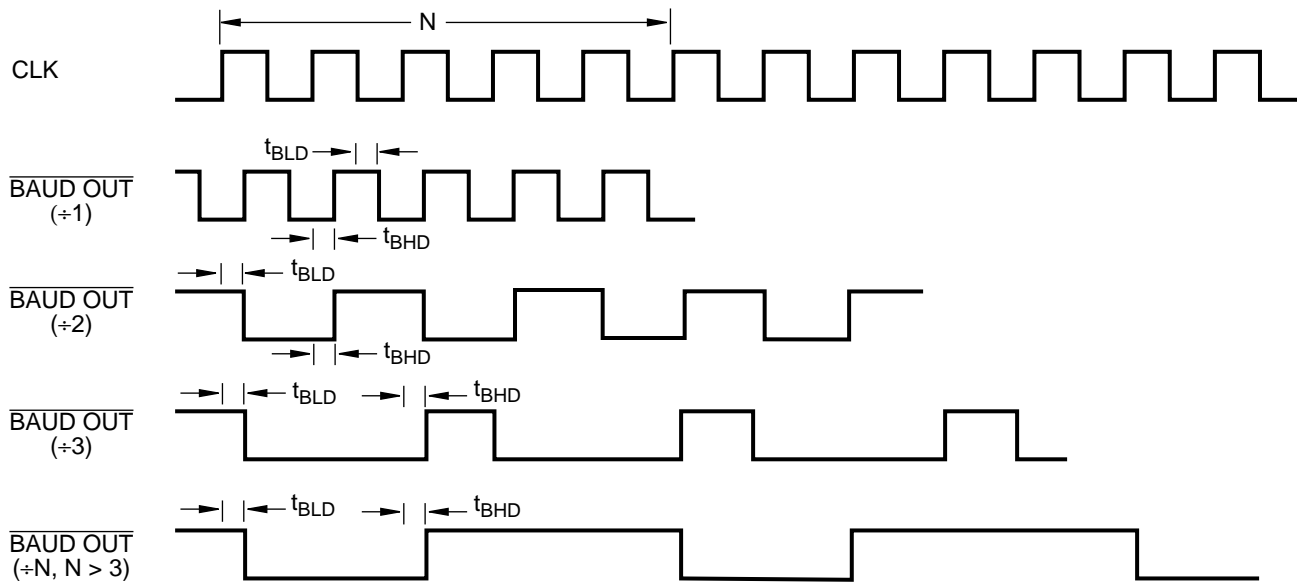 N
CLK
tBLD
BAUD OUT
(÷1)
tBHD
tBLD
BAUD OUT
(÷2)
tBHD
tBLD tBHD
BAUD OUT
(÷3)
tBLD tBHD
BAUD OUT
(÷N, N > 3)